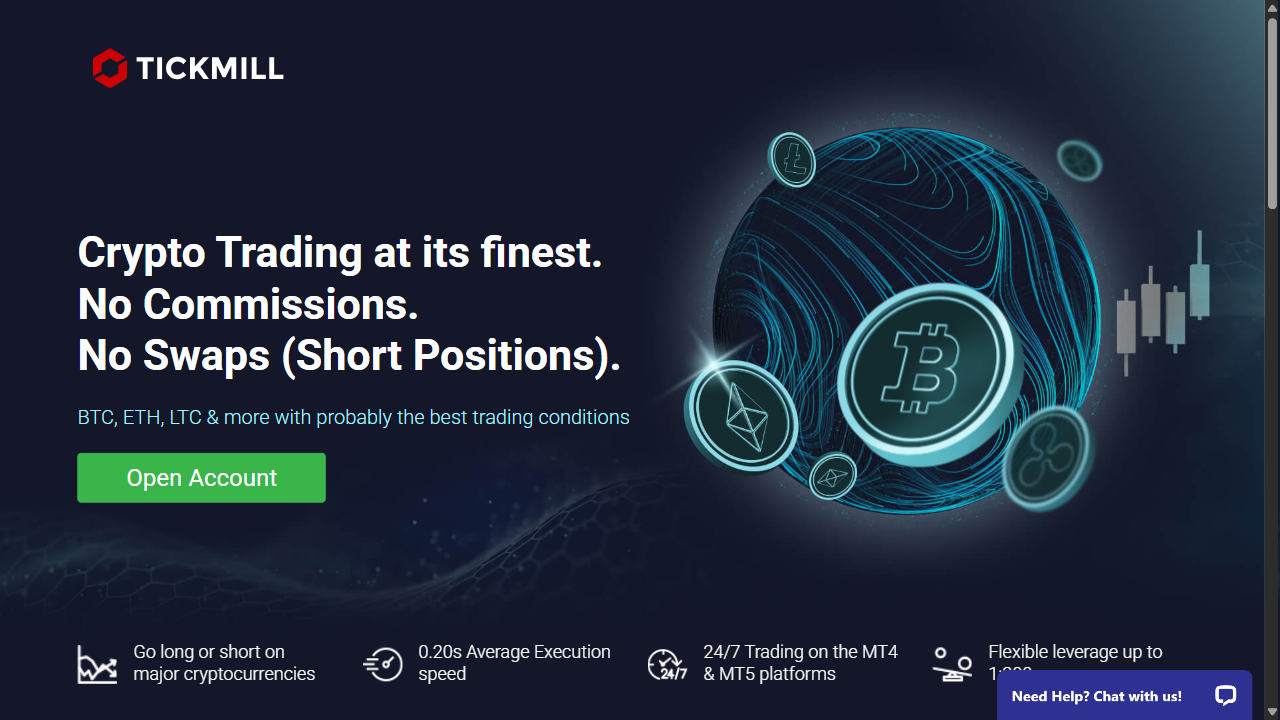 TICKMILL
Crypto Trading at its finest.
No Commissions.
No Swaps (Short Positions).
BTC, ETH, LTC & more with probably the best trading conditions
Open Account
Go long or short on
major cryptocurrencies
0.20s Average Execution
speed
24/7
24/7 Trading on the MT4
& MT5 platforms
Flexible leverage up to
Need Help? Chat with us!